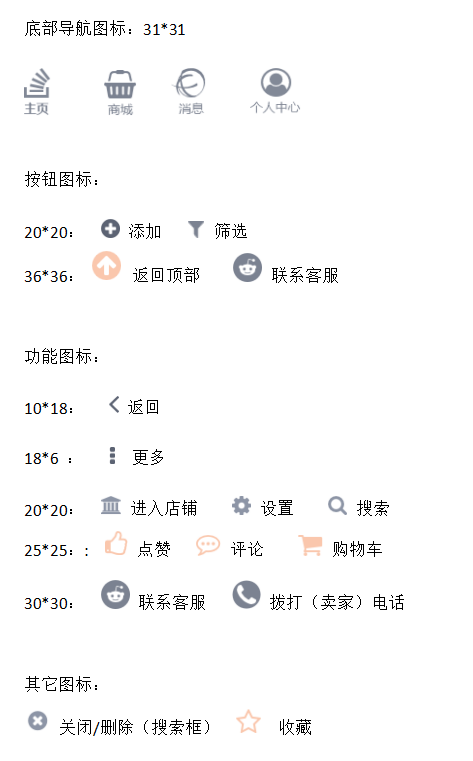 底部导航图标：31*31
主页 商城 消息 个人中心
按钮图标：
20*20： 添加 筛选
36*36： 返回顶部 联系客服
功能图标：
10*18： 返回
18*6 ： 更多
20*20： 进入店铺 设置 搜索
25*25：: 点赞 评论 购物车
30*30： 联系客服 拨打（卖家）电话
其它图标：
关闭/删除（搜索框） 收藏